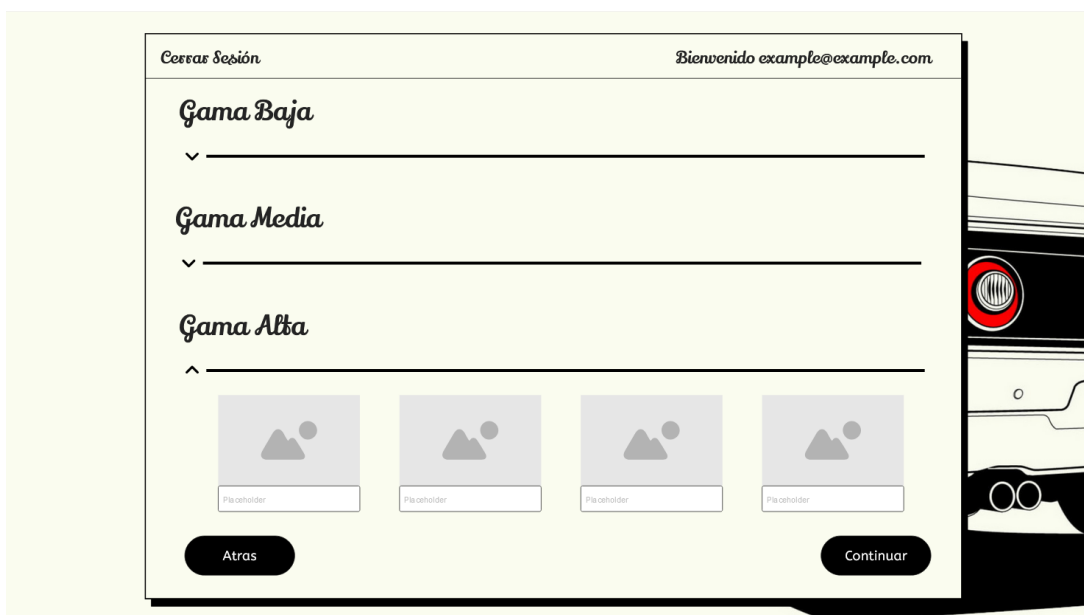 Cerrar Sesión
Bienvenido example@example.com
Gama Baja
Gama Media
Gama Alta
Placeholder
Placeholder
Placeholder
Placeholder
Atras
Continuar